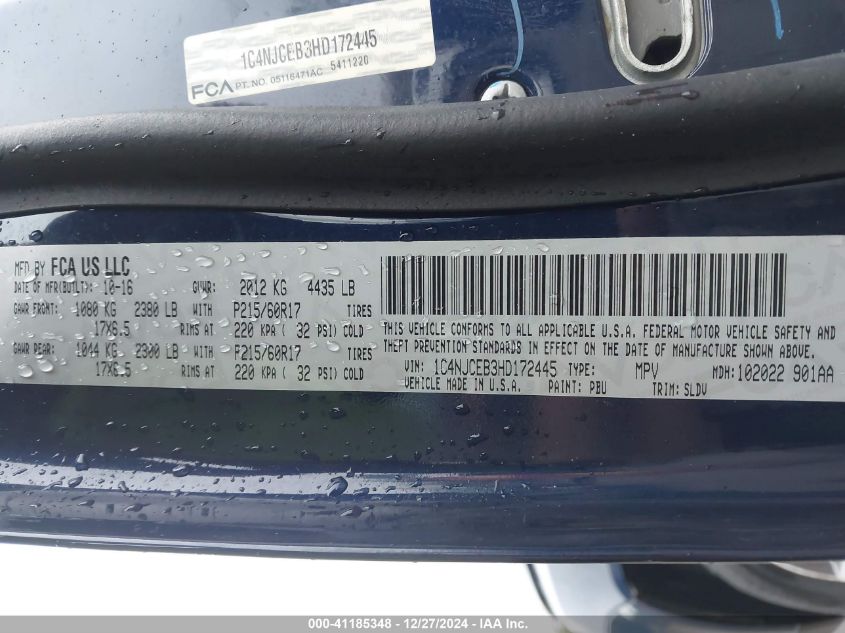 1C4NJCEB3HD172445
FCA PT. NO. 05116471AC 5411220
MFD BY FCA US LLC
DATE OF MFR(BUILT): 10-16 GVWR: 2012 KG 4435 LB
GAWR FRONT: 1080 KG 2380 LB WITH P215/60R17 TIRES
17X6.5 RIMS AT 220 KPA ( 32 PSI) COLD
GAWR REAR: 1044 KG 2300 LB WITH P215/60R17 TIRES
17X6.5 RIMS AT 220 KPA ( 32 PSI) COLD
THIS VEHICLE CONFORMS TO ALL APPLICABLE U.S.A. FEDERAL MOTOR VEHICLE SAFETY AND
THEFT PREVENTION STANDARDS IN EFFECT ON THE DATE OF MANUFACTURE SHOWN ABOVE.
VIN: 1C4NJCEB3HD172445 TYPE: MPV MDH: 102022 901AA
VEHICLE MADE IN U.S.A. PAINT: PBU TRIM: SLDV
000-41185348 - 12/27/2024 - IAA Inc.